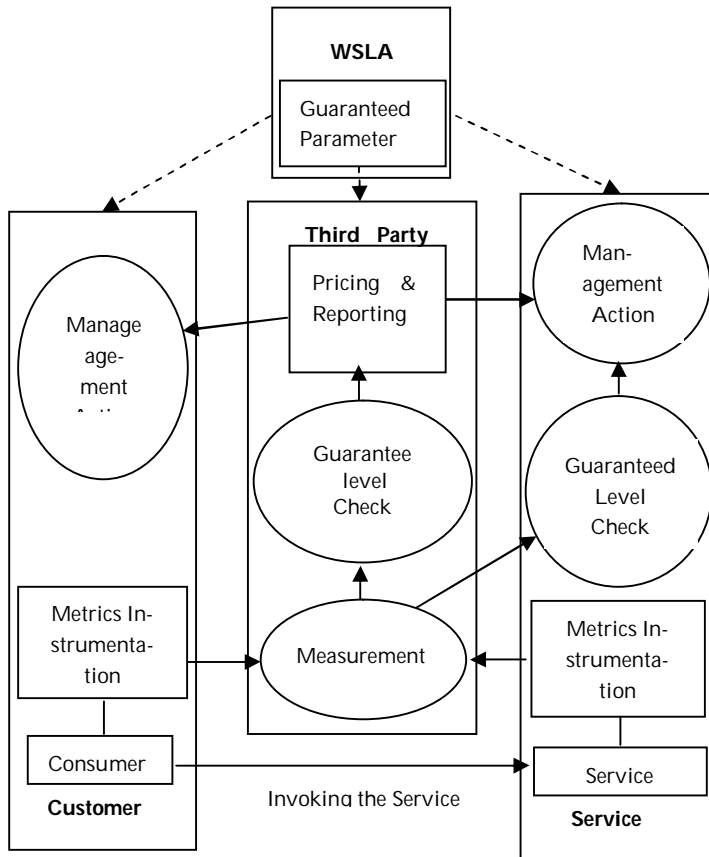 WSLA
Guaranteed
Parameter
Third Party
Pricing &
Reporting
Man-
agement
Action
Manage
age-
ment
Guarantee
level
Check
Guaranteed
Level
Check
Metrics In-
strumenta-
tion
Measurement
Metrics In-
strumenta-
tion
Consumer
Service
Customer
Invoking the Service
Service